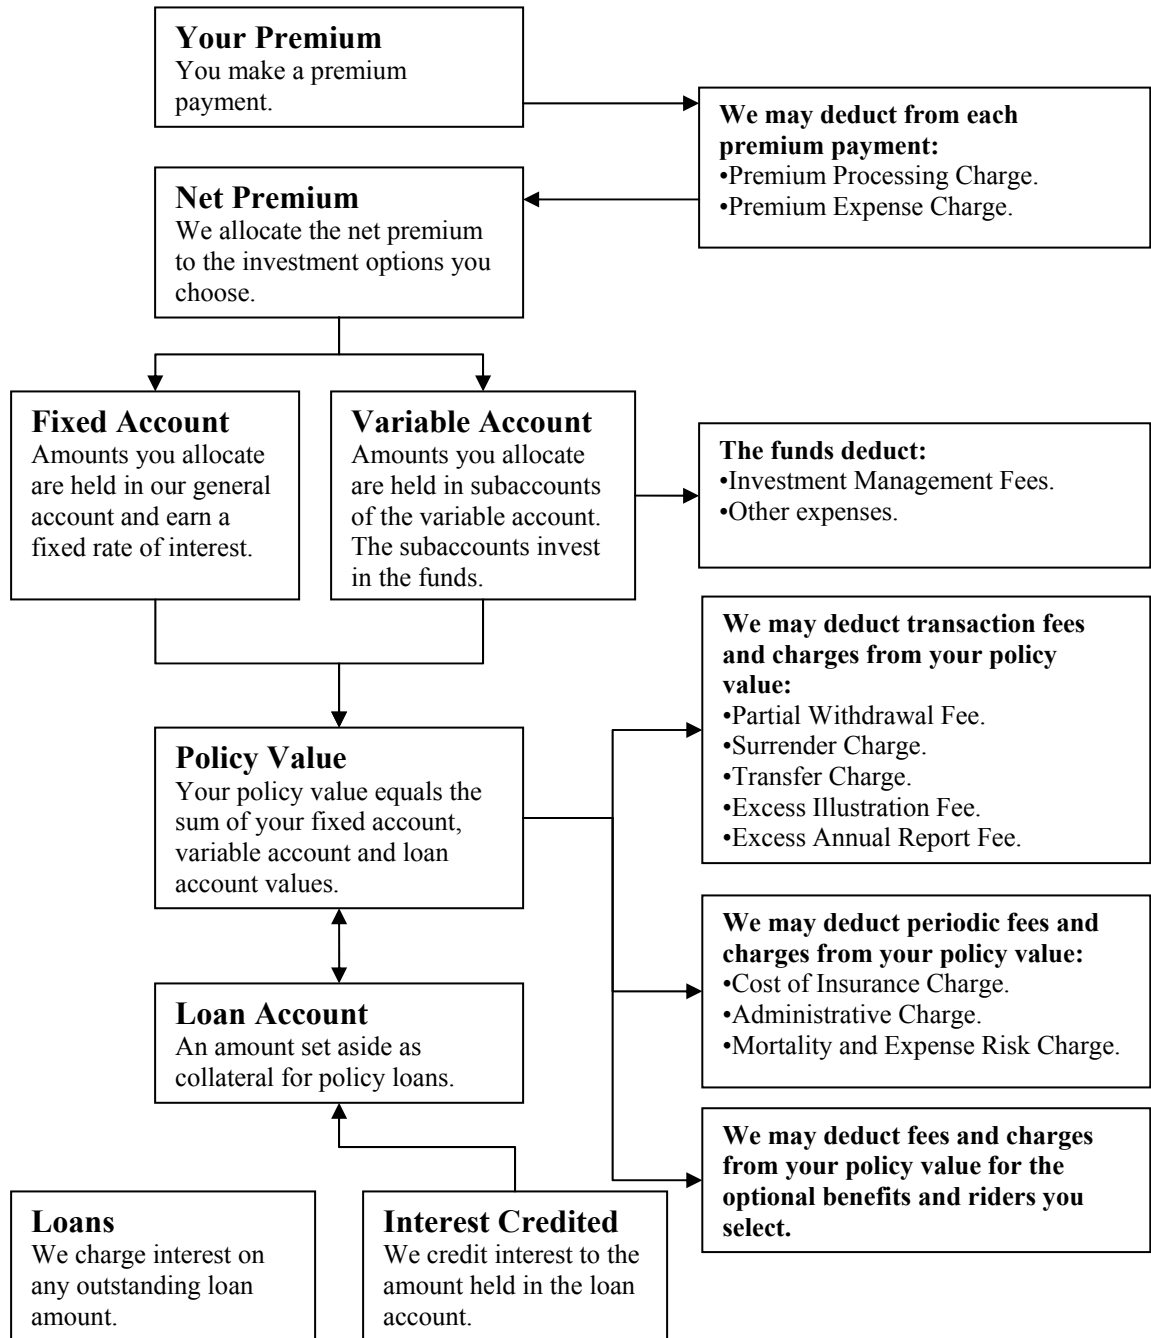 Your Premium
You make a premium
payment.
We may deduct from each
premium payment:
•Premium Processing Charge.
•Premium Expense Charge.
Net Premium
We allocate the net premium
to the investment options you
choose.
Fixed Account
Amounts you allocate
are held in our general
account and earn a
fixed rate of interest.
Variable Account
Amounts you allocate
are held in subaccounts
of the variable account.
The subaccounts invest
in the funds.
The funds deduct:
•Investment Management Fees.
•Other expenses.
We may deduct transaction fees
and charges from your policy
value:
•Partial Withdrawal Fee.
•Surrender Charge.
•Transfer Charge.
•Excess Illustration Fee.
•Excess Annual Report Fee.
Policy Value
Your policy value equals the
sum of your fixed account,
variable account and loan
account values.
We may deduct periodic fees and
charges from your policy value:
•Cost of Insurance Charge.
•Administrative Charge.
•Mortality and Expense Risk Charge.
Loan Account
An amount set aside as
collateral for policy loans.
We may deduct fees and charges
from your policy value for the
optional benefits and riders you
select.
Loans
We charge interest on
any outstanding loan
amount.
Interest Credited
We credit interest to the
amount held in the loan
account.